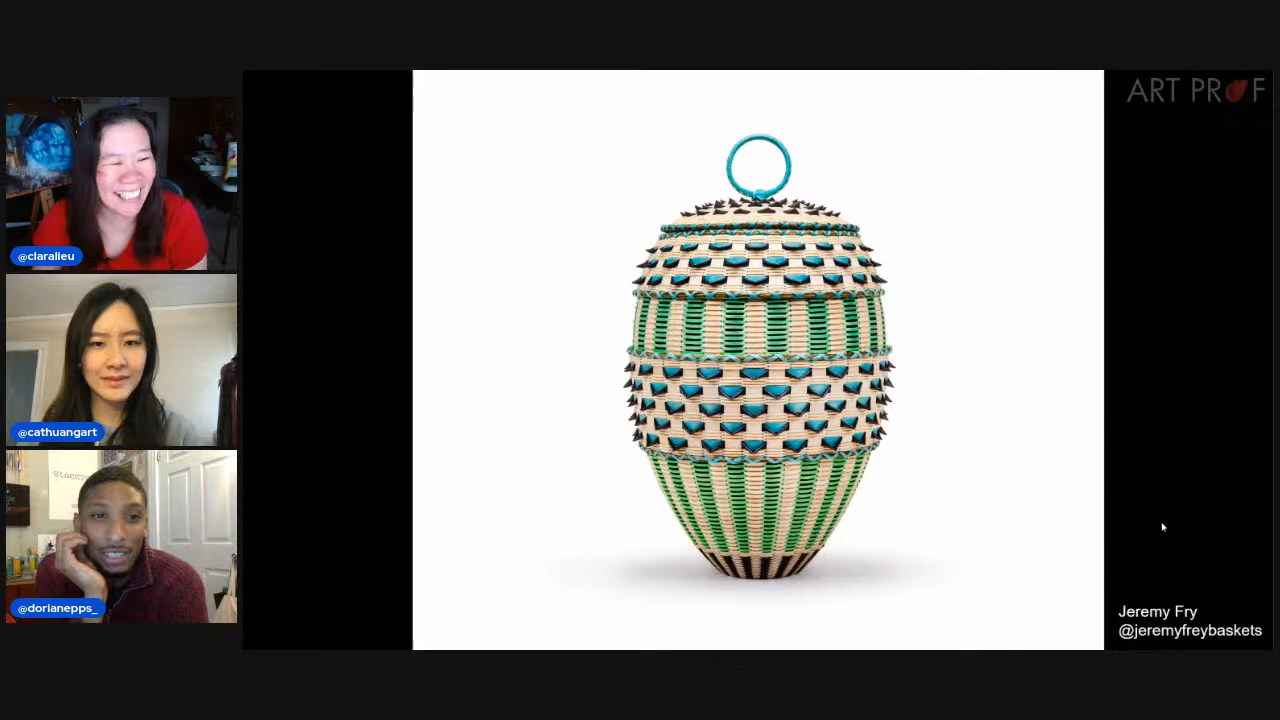 ART PROF
@claralieu
@cathuangart
@dorianepps_
Jeremy Fry
@jeremyfreybaskets